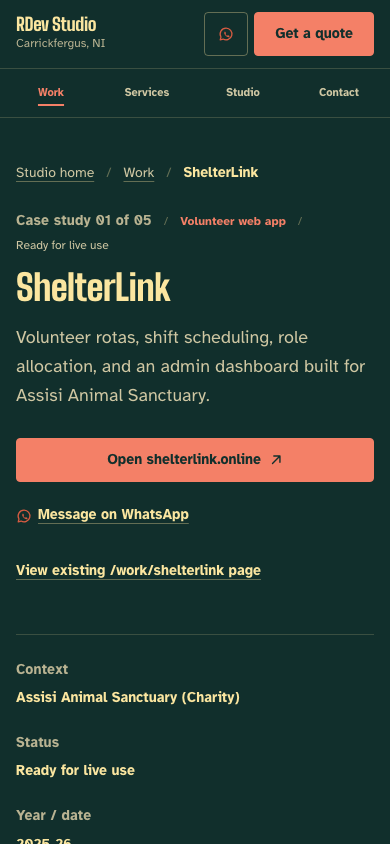 RDev Studio
Carrickfergus, NI
Get a quote
Work
Services
Studio
Contact
Studio home / Work / ShelterLink
Case study 01 of 05 / Volunteer web app /
Ready for live use
ShelterLink
Volunteer rotas, shift scheduling, role
allocation, and an admin dashboard built for
Assisi Animal Sanctuary.
Open shelterlink.online ↗
Message on WhatsApp
View existing /work/shelterlink page
Context
Assisi Animal Sanctuary (Charity)
Status
Ready for live use
Year / date
2025-26